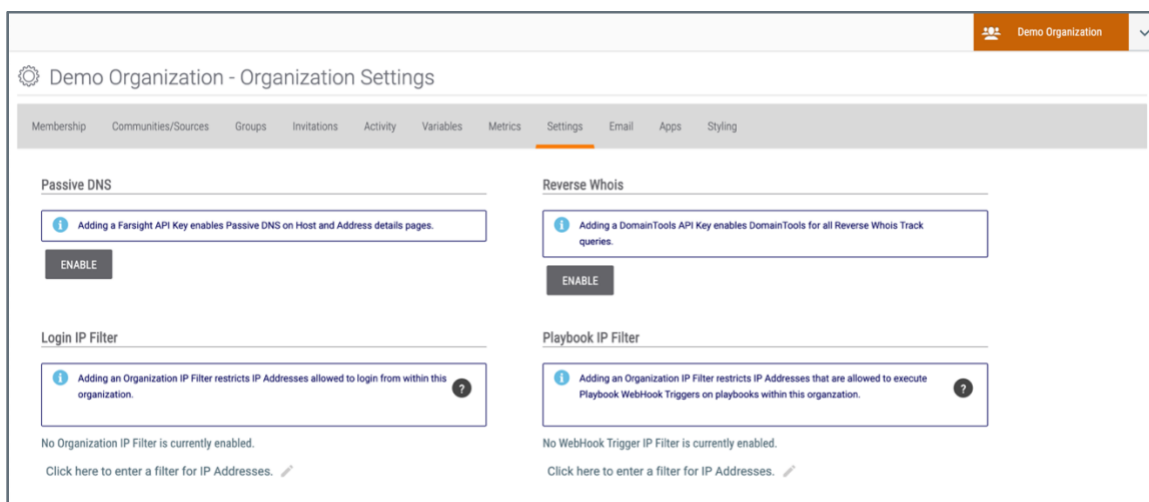 Demo Organization
Demo Organization - Organization Settings
Membership Communities/Sources Groups Invitations Activity Variables Metrics Settings Email Apps Styling
Passive DNS
Adding a Farsight API Key enables Passive DNS on Host and Address details pages.
ENABLE
Reverse Whois
Adding a DomainTools API Key enables DomainTools for all Reverse Whois Track
queries.
ENABLE
Login IP Filter
Adding an Organization IP Filter restricts IP Addresses allowed to login from within this
organization.
No Organization IP Filter is currently enabled.
Click here to enter a filter for IP Addresses.
Playbook IP Filter
Adding an Organization IP Filter restricts IP Addresses that are allowed to execute
Playbook WebHook Triggers on playbooks within this organzation.
No WebHook Trigger IP Filter is currently enabled.
Click here to enter a filter for IP Addresses.